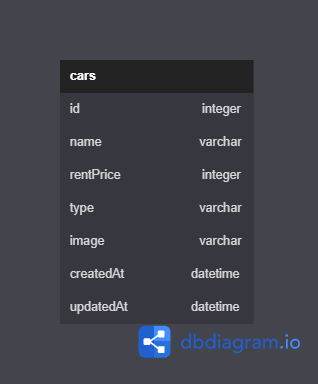 cars
id integer
name varchar
rentPrice integer
type varchar
image varchar
createdAt datetime
updatedAt datetime
dbdiagram.io